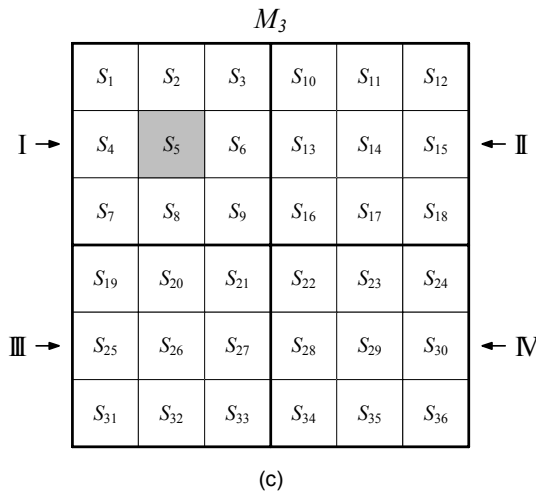 M3
S1 S2 S3 S10 S11 S12
Ⅰ S4 S5 S6 S13 S14 S15 Ⅱ
S7 S8 S9 S16 S17 S18
S19 S20 S21 S22 S23 S24
Ⅲ S25 S26 S27 S28 S29 S30 Ⅳ
S31 S32 S33 S34 S35 S36
(c)